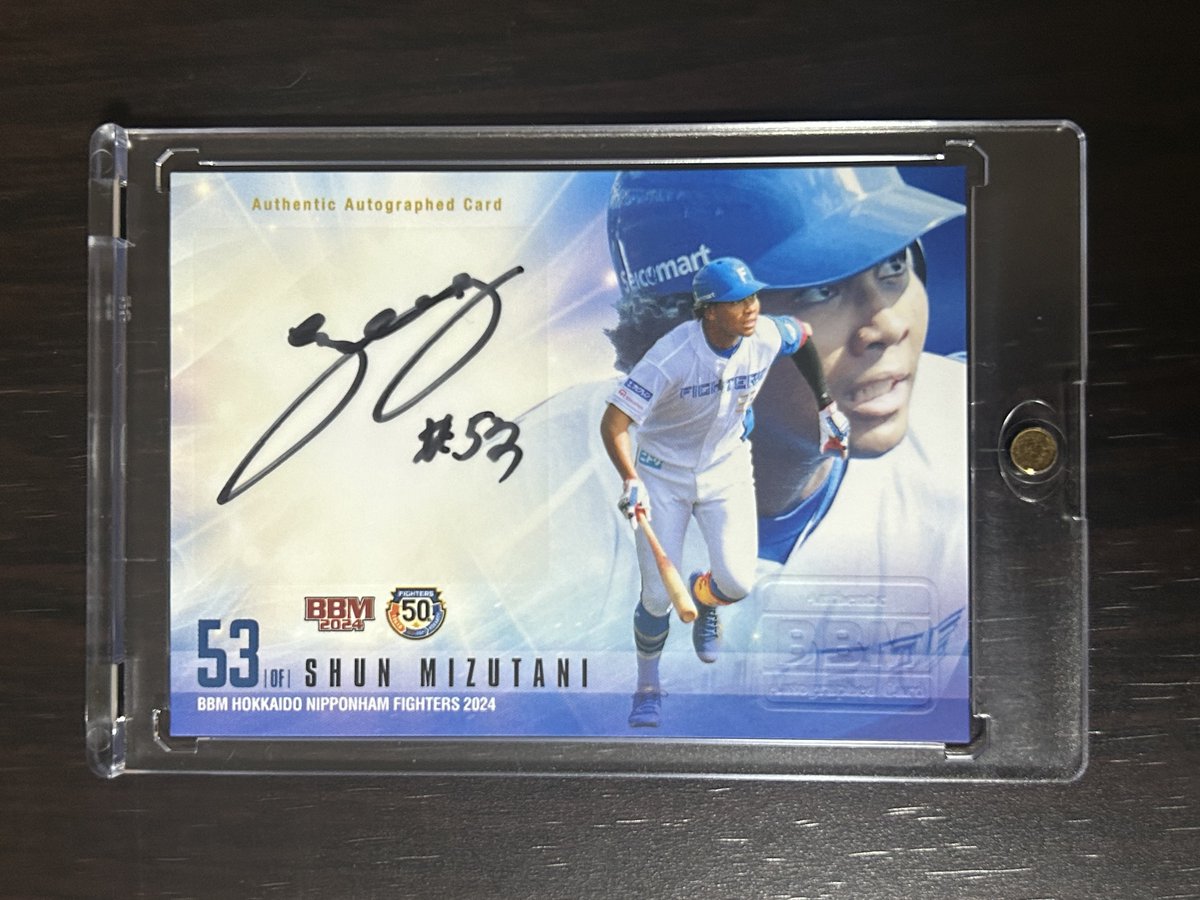 Authentic Autographed Card
Seicomart
F
FIGHTERS
#53
BBM
2024
FIGHTERS
50
53 |OF| SHUN MIZUTANI
BBM HOKKAIDO NIPPONHAM FIGHTERS 2024
BBM